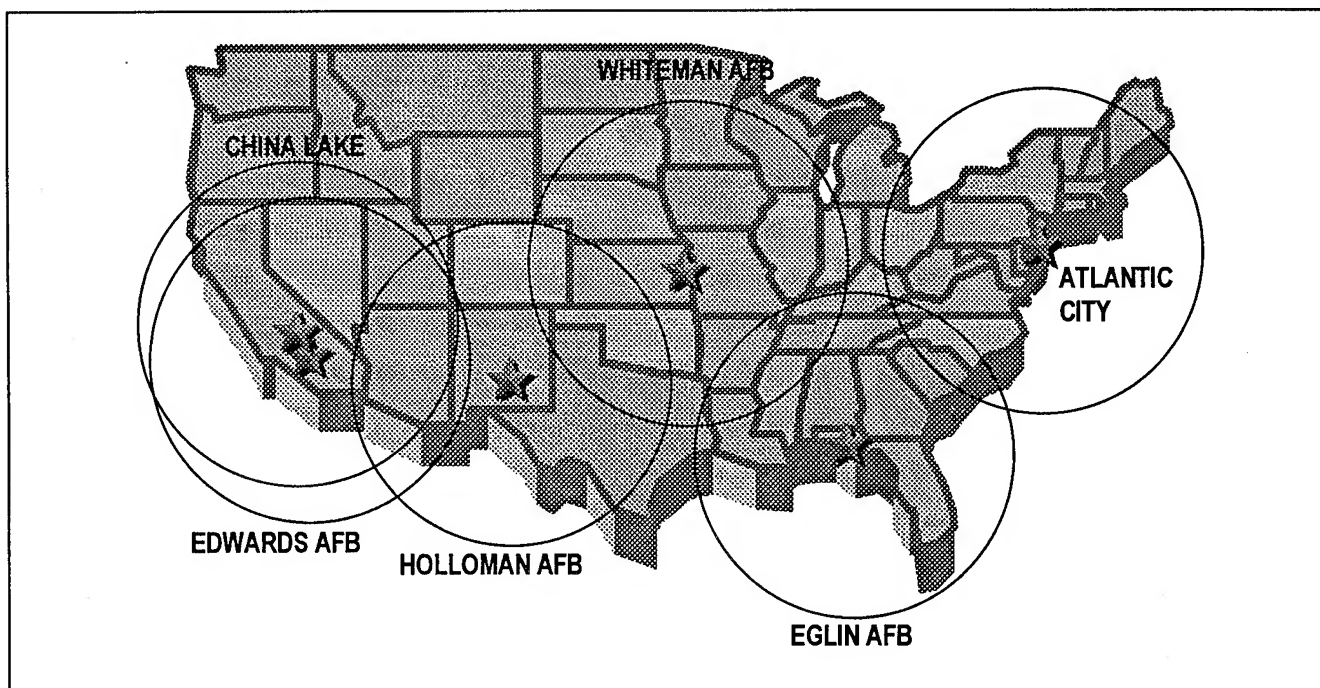 WHITEMAN AFB
CHINA LAKE
ATLANTIC
CITY
EDWARDS AFB
HOLLOMAN AFB
EGLIN AFB